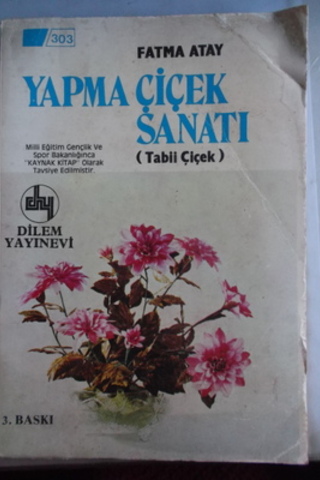 303
FATMA ATAY
YAPMA ÇİÇEK
SANATI
(Tabii Çiçek)
Milli Eğitim Gençlik Ve
Spor Bakanlığınca
"KAYNAK KİTAP" Olarak
Tavsiye Edilmiştir.
dhy
DİLEM
YAYINEVİ
3. BASKI